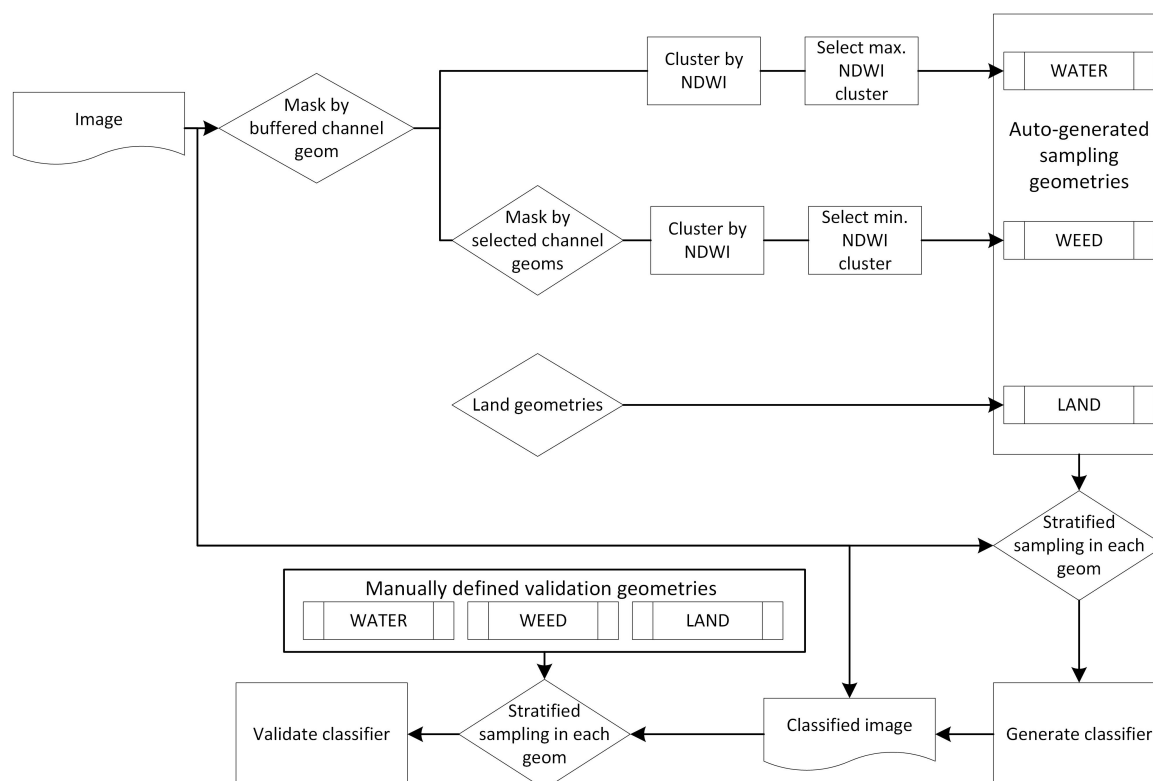 Image
Mask by
buffered channel
geom
Cluster by
NDWI
Select max.
NDWI
cluster
WATER
Auto-generated
sampling
geometries
Mask by
selected channel
geoms
Cluster by
NDWI
Select min.
NDWI
cluster
WEED
Land geometries
LAND
Stratified
sampling in each
geom
Manually defined validation geometries
WATER
WEED
LAND
Validate classifier
Stratified
sampling in each
geom
Classified image
Generate classifier